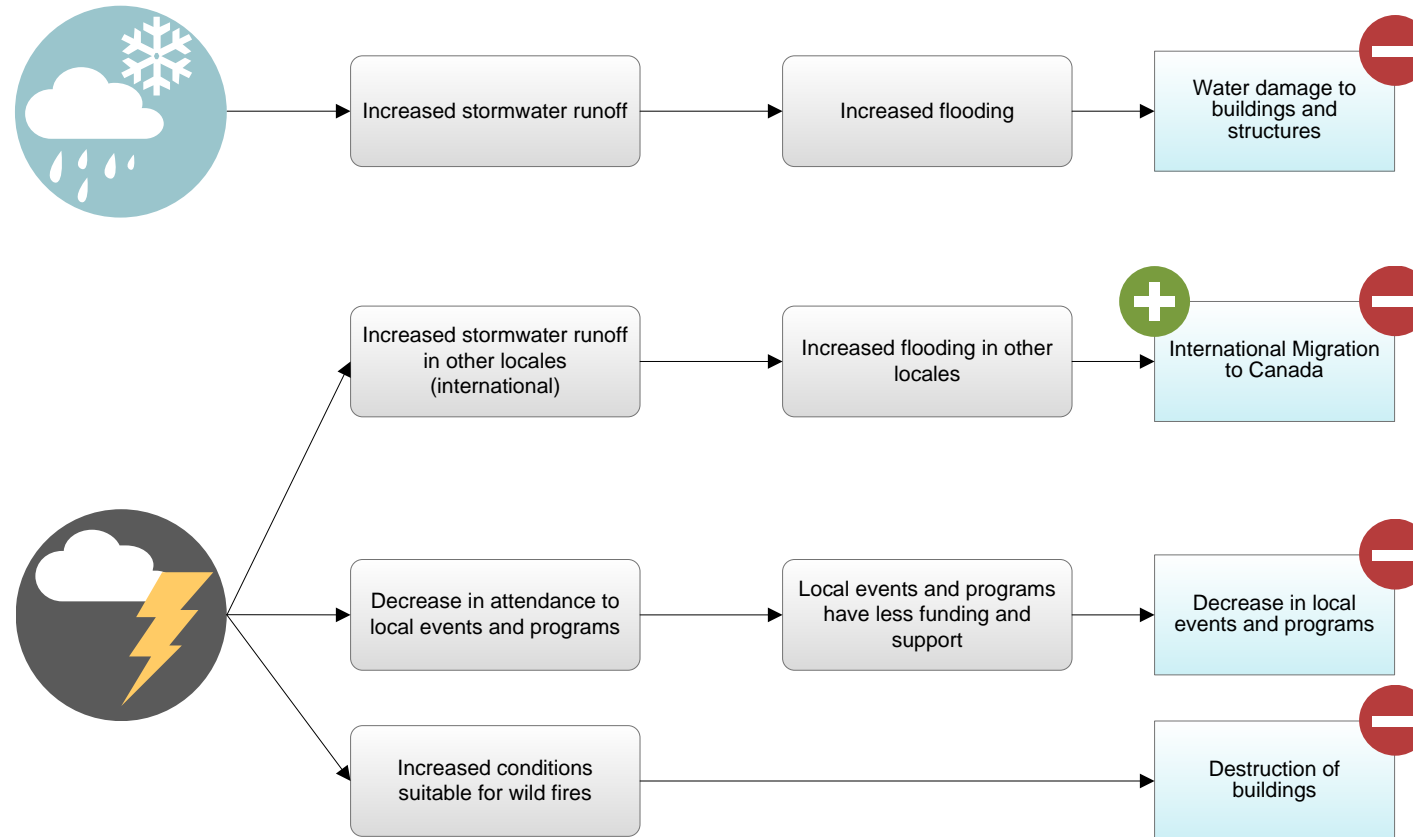 Increased stormwater runoff
Increased flooding
Water damage to
buildings and
structures
Increased stormwater runoff
in other locales
(international)
Increased flooding in other
locales
International Migration
to Canada
Decrease in attendance to
local events and programs
Local events and programs
have less funding and
support
Decrease in local
events and programs
Increased conditions
suitable for wild fires
Destruction of
buildings